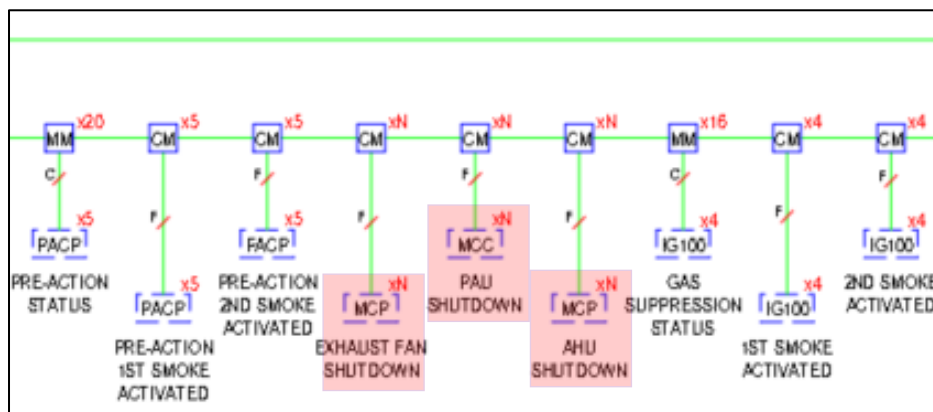 x20 x5 x5 xN xN xN x16 x4 x4
MM CM CM CM CM CM MM CM CM
C F F F F F C F F
x5
PACP
PRE-ACTION
STATUS
x5
PACP
PRE-ACTION
1ST SMOKE
ACTIVATED
x5
FACP
PRE-ACTION
2ND SMOKE
ACTIVATED
xN
MCP
EXHAUST FAN
SHUTDOWN
xN
MCC
PAU
SHUTDOWN
xN
MCP
AHU
SHUTDOWN
x4
IG100
GAS
SUPPRESSION
STATUS
x4
IG100
1ST SMOKE
ACTIVATED
x4
IG100
2ND SMOKE
ACTIVATED